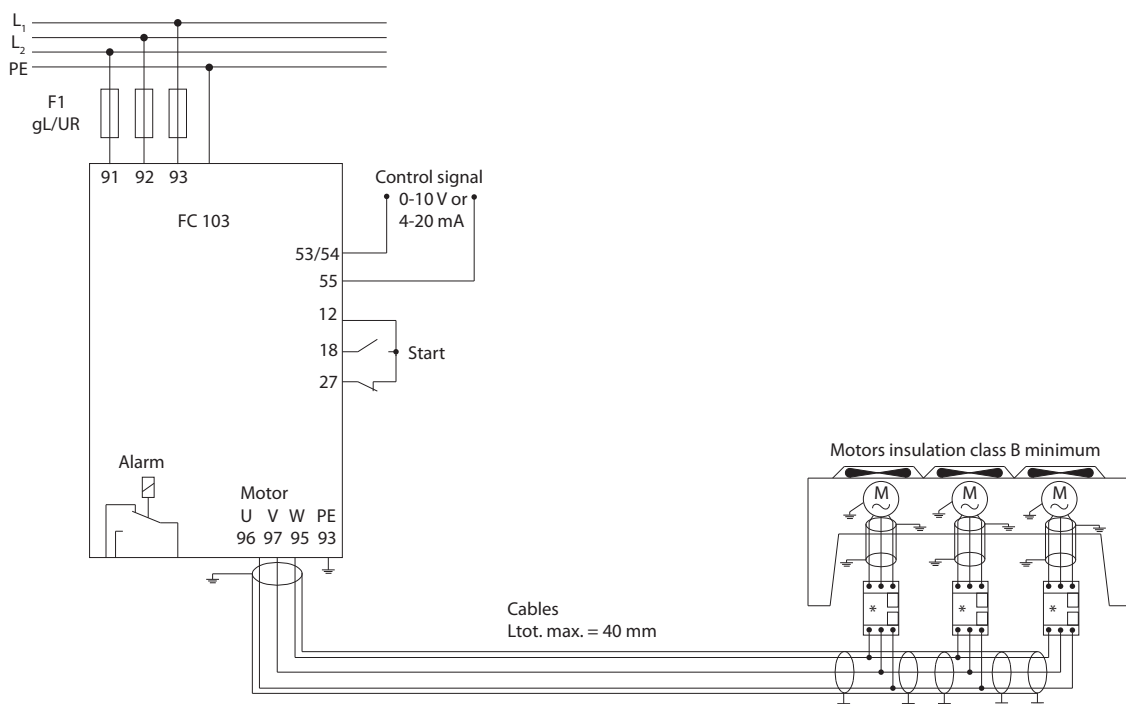 L1
L2
PE
F1
gL/UR
91 92 93
FC 103
Control signal
0-10 V or
4-20 mA
53/54
55
12
18
Start
27
Alarm
Motor
U V W PE
96 97 95 93
Motors insulation class B minimum
M M M
* * *
Cables
Ltot. max. = 40 mm